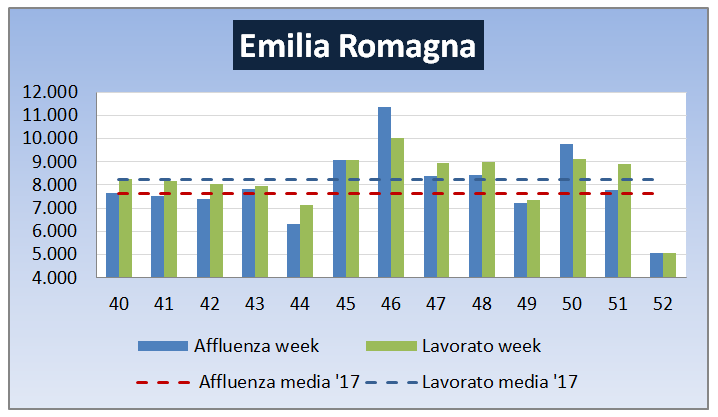 Emilia Romagna
12.000
11.000
10.000
9.000
8.000
7.000
6.000
5.000
4.000
40 41 42 43 44 45 46 47 48 49 50 51 52
Affluenza week Lavorato week
Affluenza media '17 Lavorato media '17